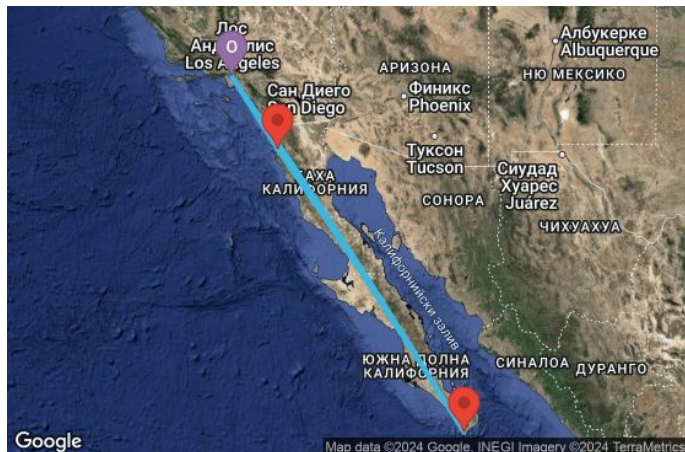 Лос
Анджелис
Los Angeles
O
Сан Диего
San Diego
АРИЗОНА
Финикс
Phoenix
Албукерке
Albuquerque
НЮ МЕКСИКО
Тусон
Tucson
Сиудад
Хуарес
Juárez
БАХА
КАЛИФОРНИЯ
СОНОРА
ЧИХУАХУА
Калифорнийски залив
ЮЖНА ДОЛНА
КАЛИФОРНИЯ
СИНАЛОА
ДУРАНГО
Google
Map data ©2024 Google, INEGI Imagery ©2024 TerraMetrics